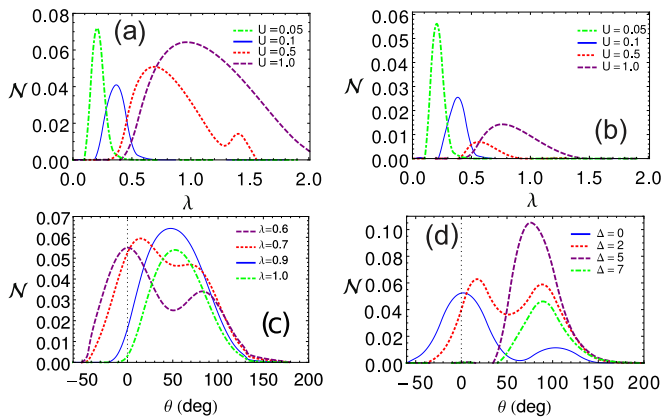 (a)
U = 0.05
U = 0.1
U = 0.5
U = 1.0
𝒩
0.08
0.06
0.04
0.02
0.00
0.0 0.5 1.0 1.5 2.0
λ
(b)
U = 0.05
U = 0.1
U = 0.5
U = 1.0
𝒩
0.06
0.05
0.04
0.03
0.02
0.01
0.00
0.0 0.5 1.0 1.5 2.0
λ
(c)
λ=0.6
λ=0.7
λ=0.9
λ=1.0
𝒩
0.07
0.06
0.05
0.04
0.03
0.02
0.01
0.00
−50 0 50 100 150 200
θ (deg)
(d)
Δ = 0
Δ = 2
Δ = 5
Δ = 7
𝒩
0.10
0.08
0.06
0.04
0.02
0.00
−50 0 50 100 150 200
θ (deg)